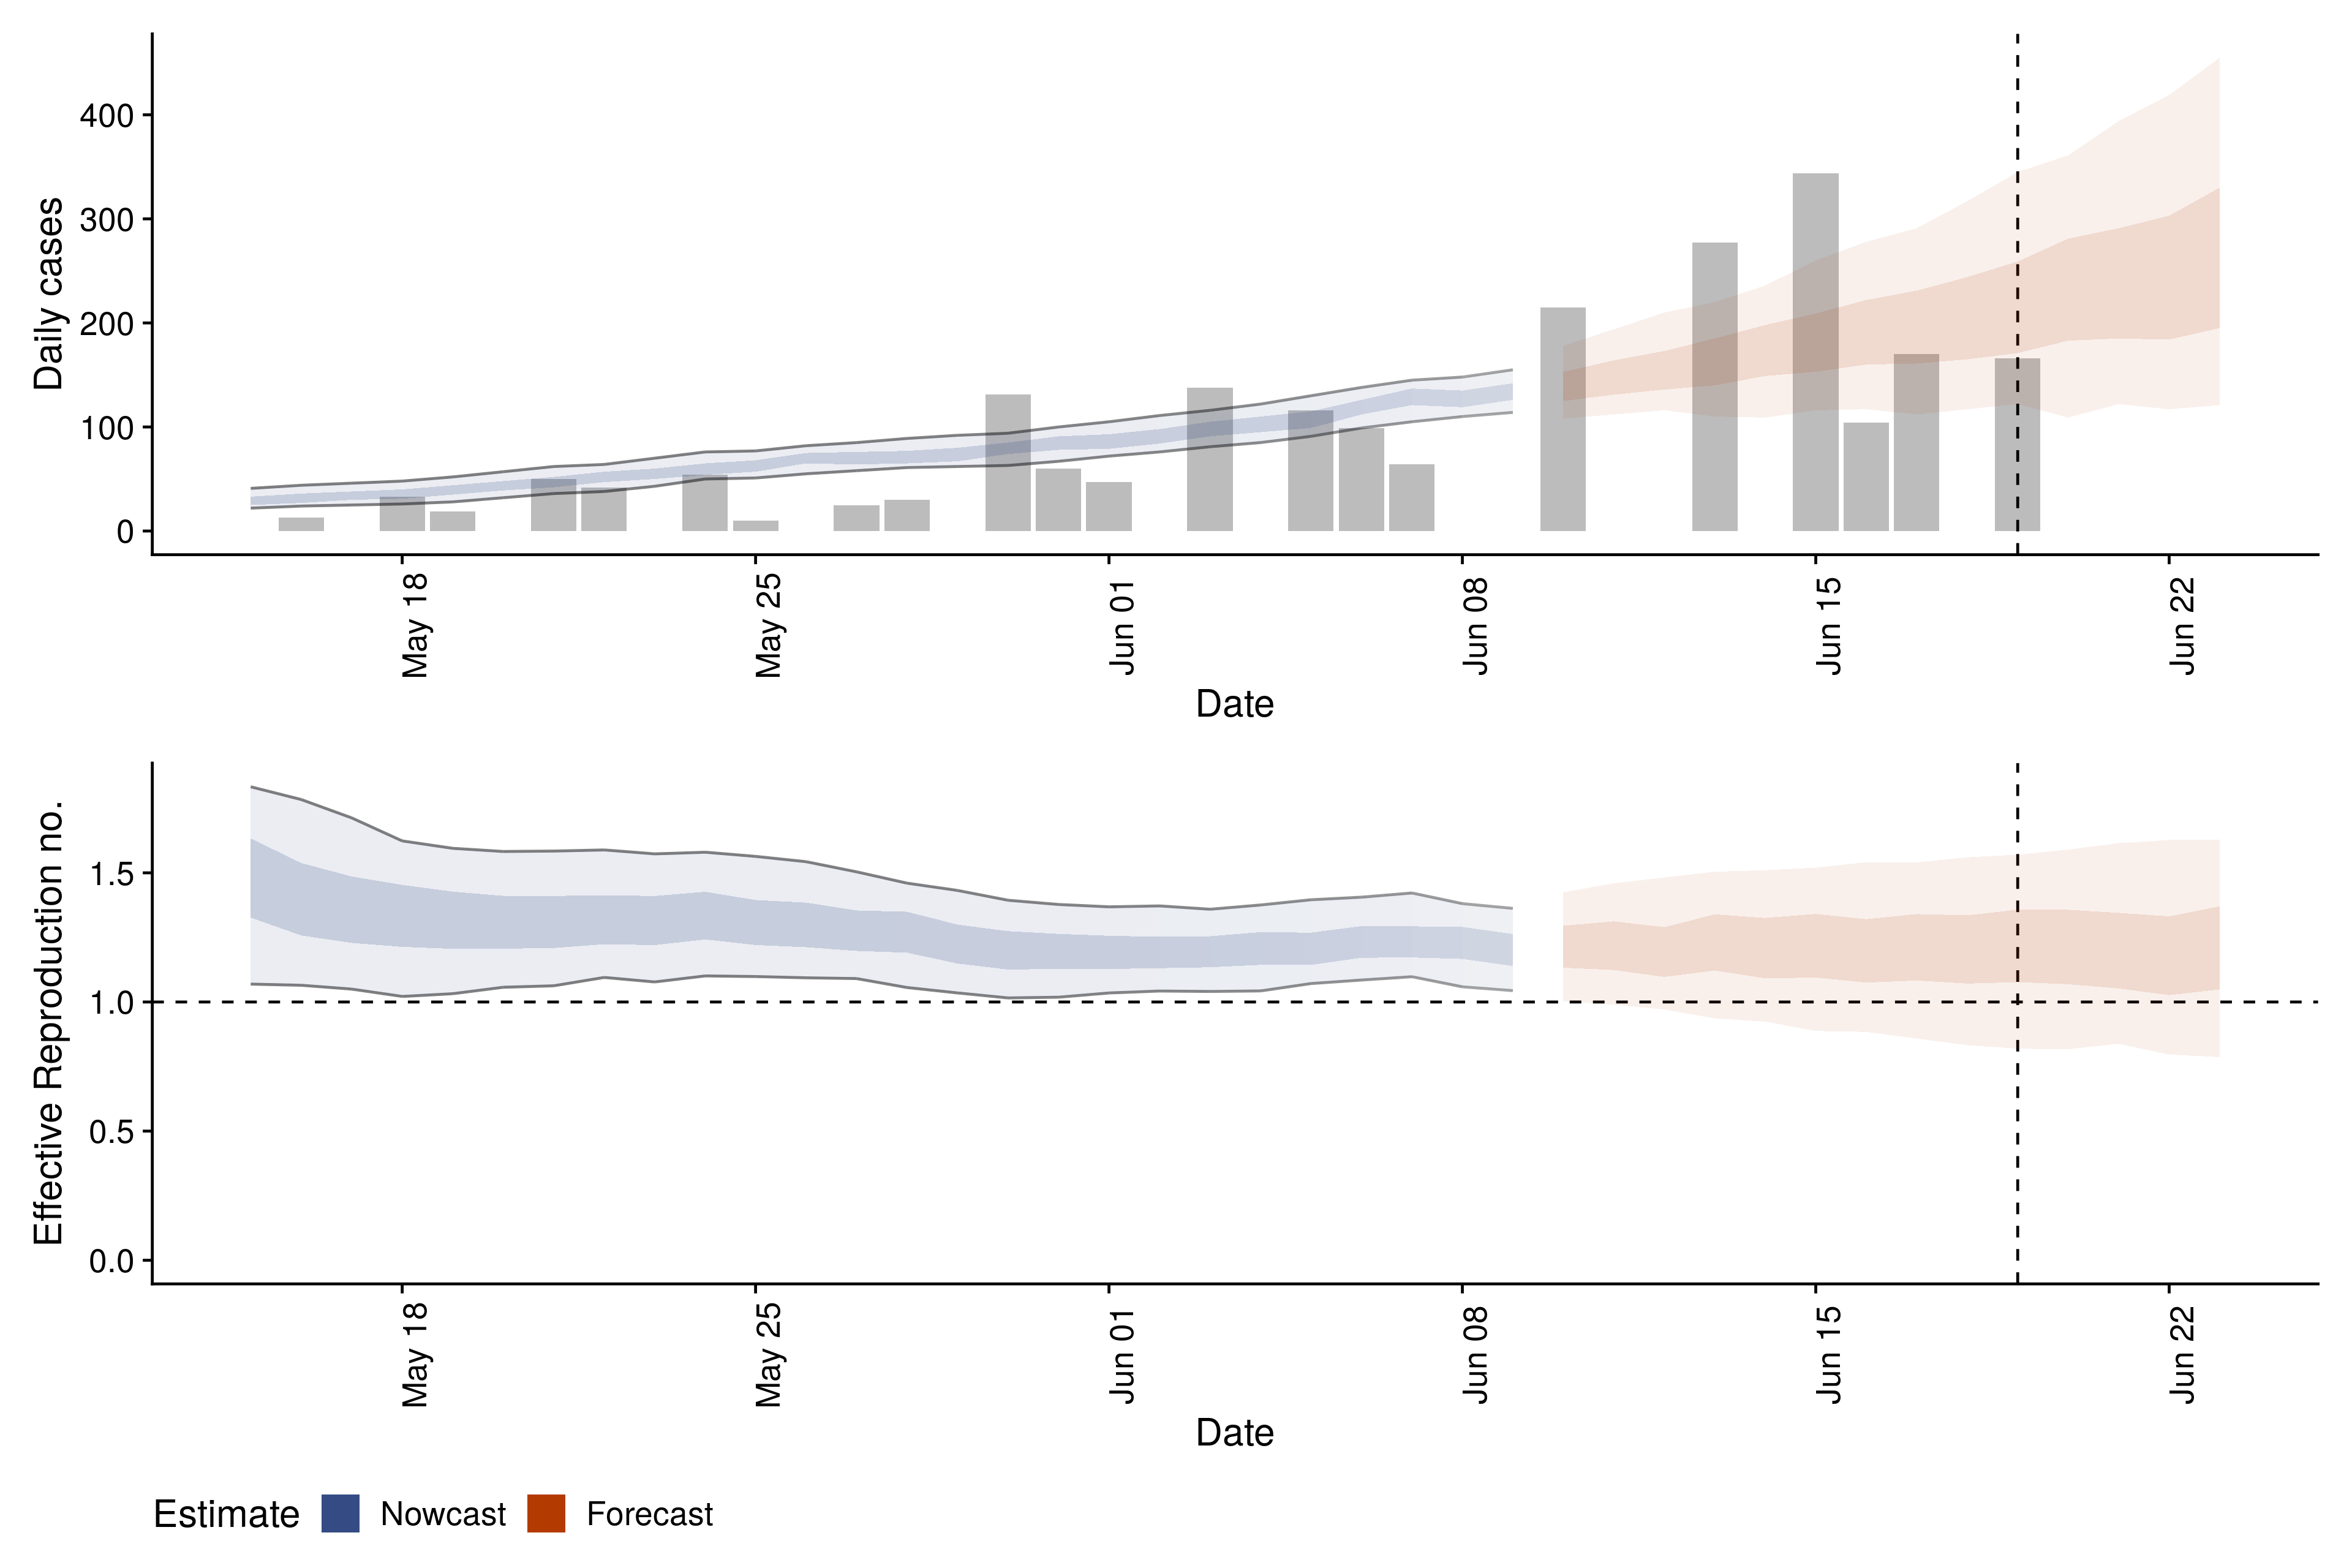 Daily cases
400
300
200
100
0
May 18
May 25
Jun 01
Jun 08
Jun 15
Jun 22
Date
Effective Reproduction no.
1.5
1.0
0.5
0.0
May 18
May 25
Jun 01
Jun 08
Jun 15
Jun 22
Date
Estimate Nowcast Forecast